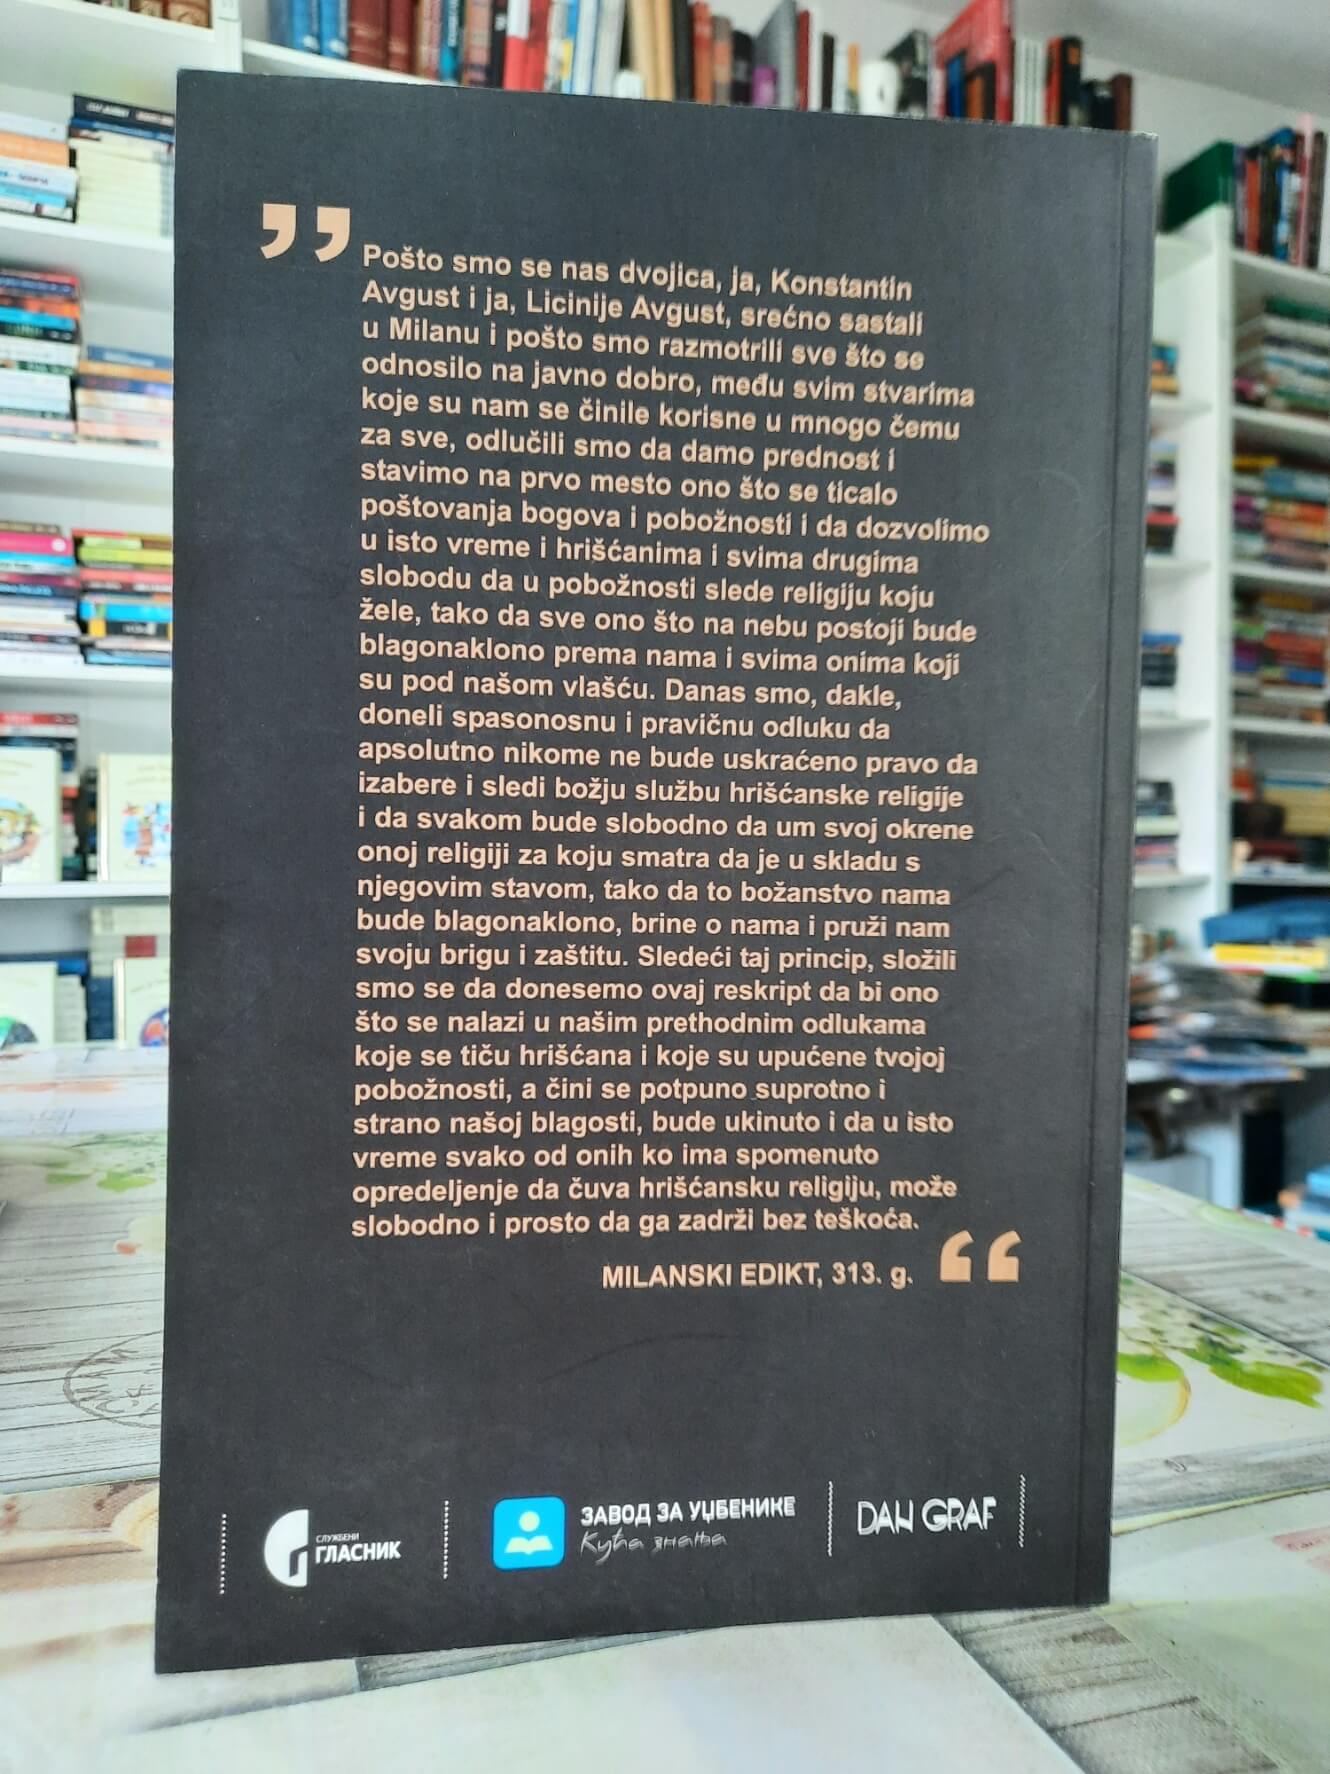 ”
Pošto smo se nas dvojica, ja, Konstantin
Avgust i ja, Licinije Avgust, srećno sastali
u Milanu i pošto smo razmotrili sve što se
odnosilo na javno dobro, među svim stvarima
koje su nam se činile korisne u mnogo čemu
za sve, odlučili smo da damo prednost i
stavimo na prvo mesto ono što se ticalo
poštovanja bogova i pobožnosti i da dozvolimo
u isto vreme i hrišćanima i svima drugima
slobodu da u pobožnosti slede religiju koju
žele, tako da sve ono što na nebu postoji bude
blagonaklono prema nama i svima onima koji
su pod našom vlašću. Danas smo, dakle,
doneli spasonosnu i pravičnu odluku da
apsolutno nikome ne bude uskraćeno pravo da
izabere i sledi božju službu hrišćanske religije
i da svakom bude slobodno da um svoj okrene
onoj religiji za koju smatra da je u skladu s
njegovim stavom, tako da to božanstvo nama
bude blagonaklono, brine o nama i pruži nam
svoju brigu i zaštitu. Sledeći taj princip, složili
smo se da donesemo ovaj reskript da bi ono
što se nalazi u našim prethodnim odlukama
koje se tiču hrišćana i koje su upućene tvojoj
pobožnosti, a čini se potpuno suprotno i
strano našoj blagosti, bude ukinuto i da u isto
vreme svako od onih ko ima spomenuto
opredeljenje da čuva hrišćansku religiju, može
slobodno i prosto da ga zadrži bez teškoća.
“
MILANSKI EDIKT, 313. g.
СЛУЖБЕНИ
ГЛАСНИК
ЗАВОД ЗА УЏБЕНИКЕ
Кућа знања
DAN GRAF